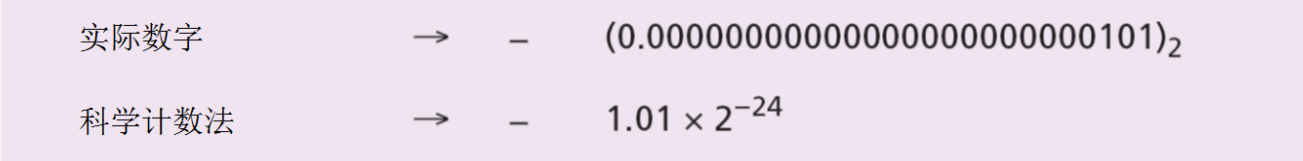 实际数字 → − (0.00000000000000000000000101)₂
科学计数法 → − 1.01 × 2⁻²⁴